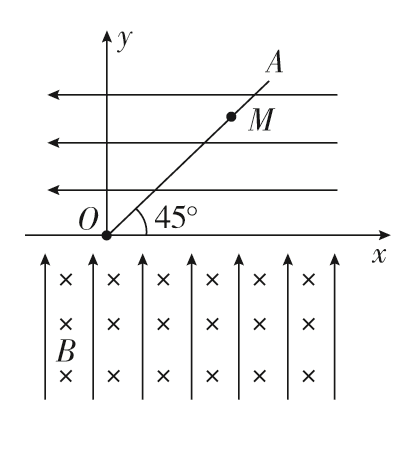 y
A
M
O
45°
x
× × × × × ×
× × × × × ×
B
× × × × × ×